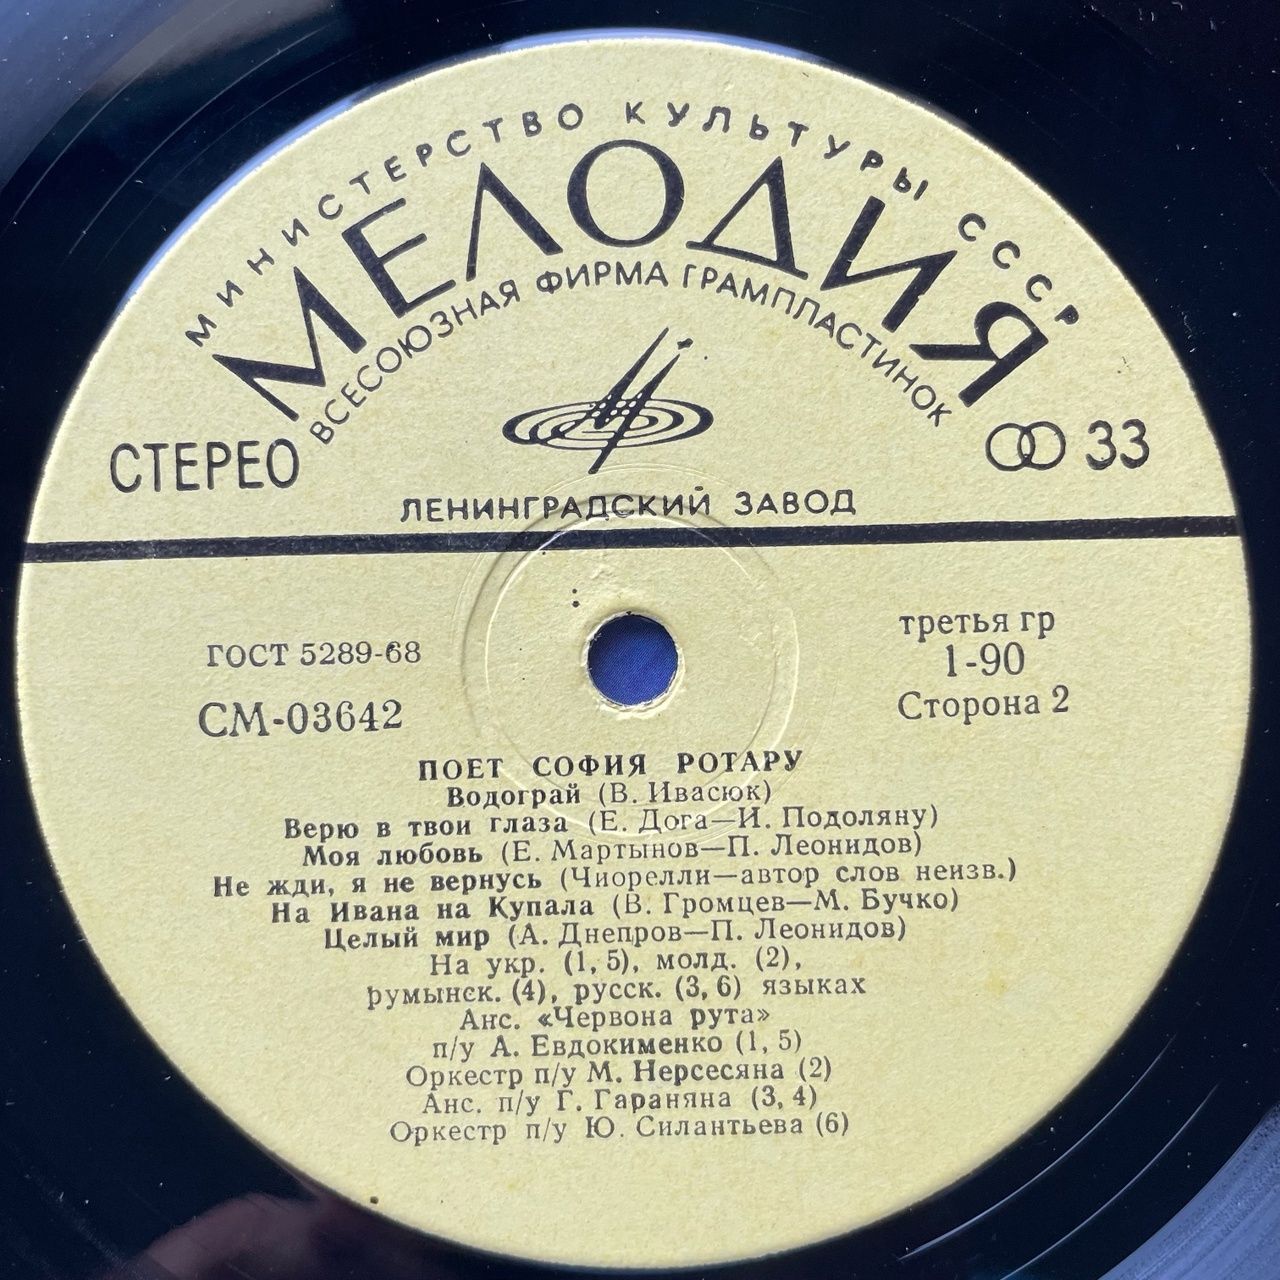 МИНИСТЕРСТВО КУЛЬТУРЫ СССР
МЕЛОДИЯ
ВСЕСОЮЗНАЯ ФИРМА ГРАМПЛАСТИНОК
СТЕРЕО
33
ЛЕНИНГРАДСКИЙ ЗАВОД
ГОСТ 5289-68
СМ-03642
третья гр
1-90
Сторона 2
ПОЕТ СОФИЯ РОТАРУ
Водограй (В. Ивасюк)
Верю в твои глаза (Е. Дога—И. Подоляну)
Моя любовь (Е. Мартынов—П. Леонидов)
Не жди, я не вернусь (Чиорелли—автор слов неизв.)
На Ивана на Купала (В. Громцев—М. Бучко)
Целый мир (А. Днепров—П. Леонидов)
На укр. (1, 5), молд. (2),
румынск. (4), русск. (3, 6) языках
Анс. «Червона рута»
п/у А. Евдокименко (1, 5)
Оркестр п/у М. Нерсесяна (2)
Анс. п/у Г. Гараняна (3, 4)
Оркестр п/у Ю. Силантьева (6)